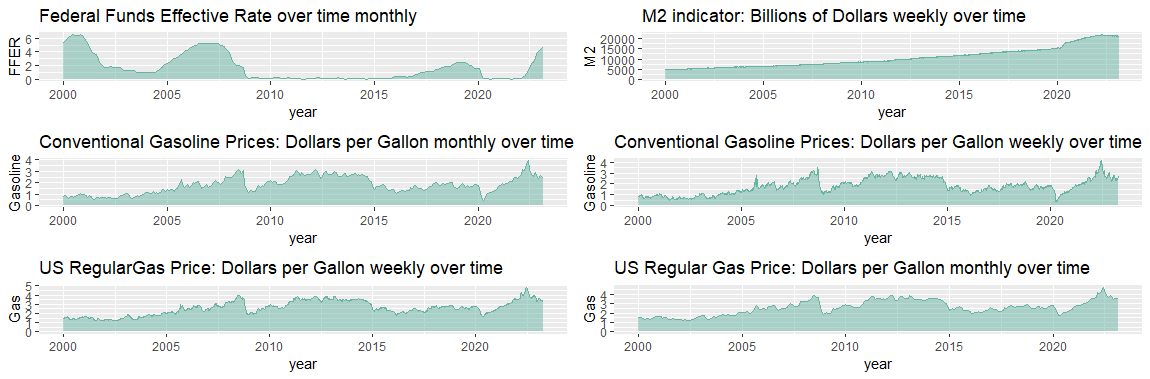 Federal Funds Effective Rate over time monthly
FFER
6
4
2
0
2000 2005 2010 2015 2020
year
M2 indicator: Billions of Dollars weekly over time
M2
20000
15000
10000
5000
0
2000 2005 2010 2015 2020
year
Conventional Gasoline Prices: Dollars per Gallon monthly over time
Gasoline
4
3
2
1
0
2000 2005 2010 2015 2020
year
Conventional Gasoline Prices: Dollars per Gallon weekly over time
Gasoline
4
3
2
1
0
2000 2005 2010 2015 2020
year
US RegularGas Price: Dollars per Gallon weekly over time
Gas
5
4
3
2
1
0
2000 2005 2010 2015 2020
year
US Regular Gas Price: Dollars per Gallon monthly over time
Gas
4
3
2
1
0
2000 2005 2010 2015 2020
year